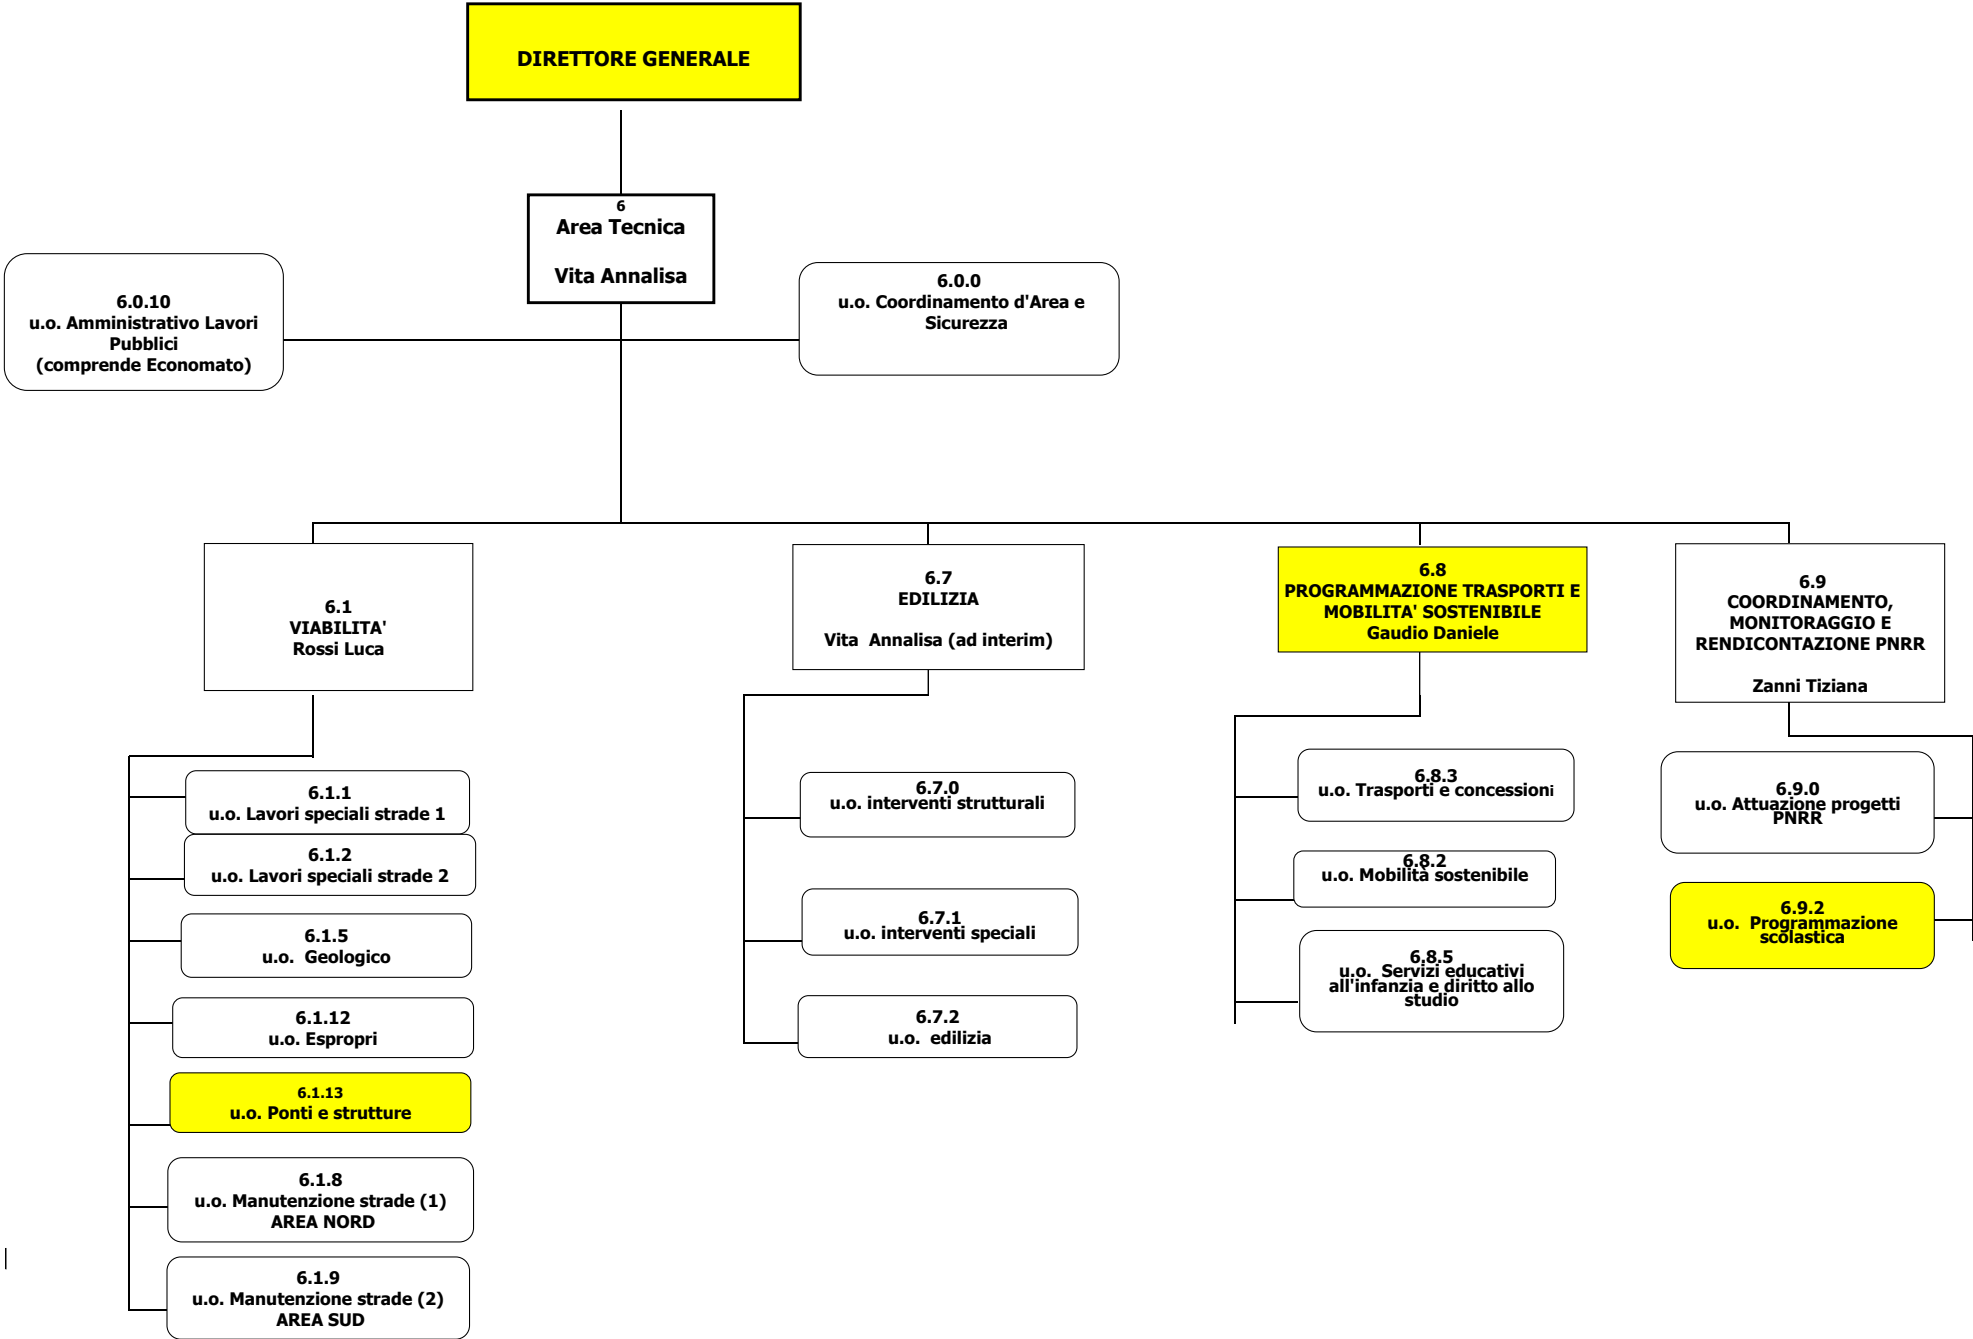 DIRETTORE GENERALE
6
Area Tecnica
Vita Annalisa
6.0.10
u.o. Amministrativo Lavori
Pubblici
(comprende Economato)
6.0.0
u.o. Coordinamento d'Area e
Sicurezza
6.1
VIABILITA'
Rossi Luca
6.7
EDILIZIA
Vita Annalisa (ad interim)
6.8
PROGRAMMAZIONE TRASPORTI E
MOBILITA' SOSTENIBILE
Gaudio Daniele
6.9
COORDINAMENTO,
MONITORAGGIO E
RENDICONTAZIONE PNRR
Zanni Tiziana
6.1.1
u.o. Lavori speciali strade 1
6.1.2
u.o. Lavori speciali strade 2
6.1.5
u.o. Geologico
6.1.12
u.o. Espropri
6.1.13
u.o. Ponti e strutture
6.1.8
u.o. Manutenzione strade (1)
AREA NORD
6.1.9
u.o. Manutenzione strade (2)
AREA SUD
6.7.0
u.o. interventi strutturali
6.7.1
u.o. interventi speciali
6.7.2
u.o. edilizia
6.8.3
u.o. Trasporti e concessioni
6.8.2
u.o. Mobilità sostenibile
6.8.5
u.o. Servizi educativi
all'infanzia e diritto allo
studio
6.9.0
u.o. Attuazione progetti
PNRR
6.9.2
u.o. Programmazione
scolastica